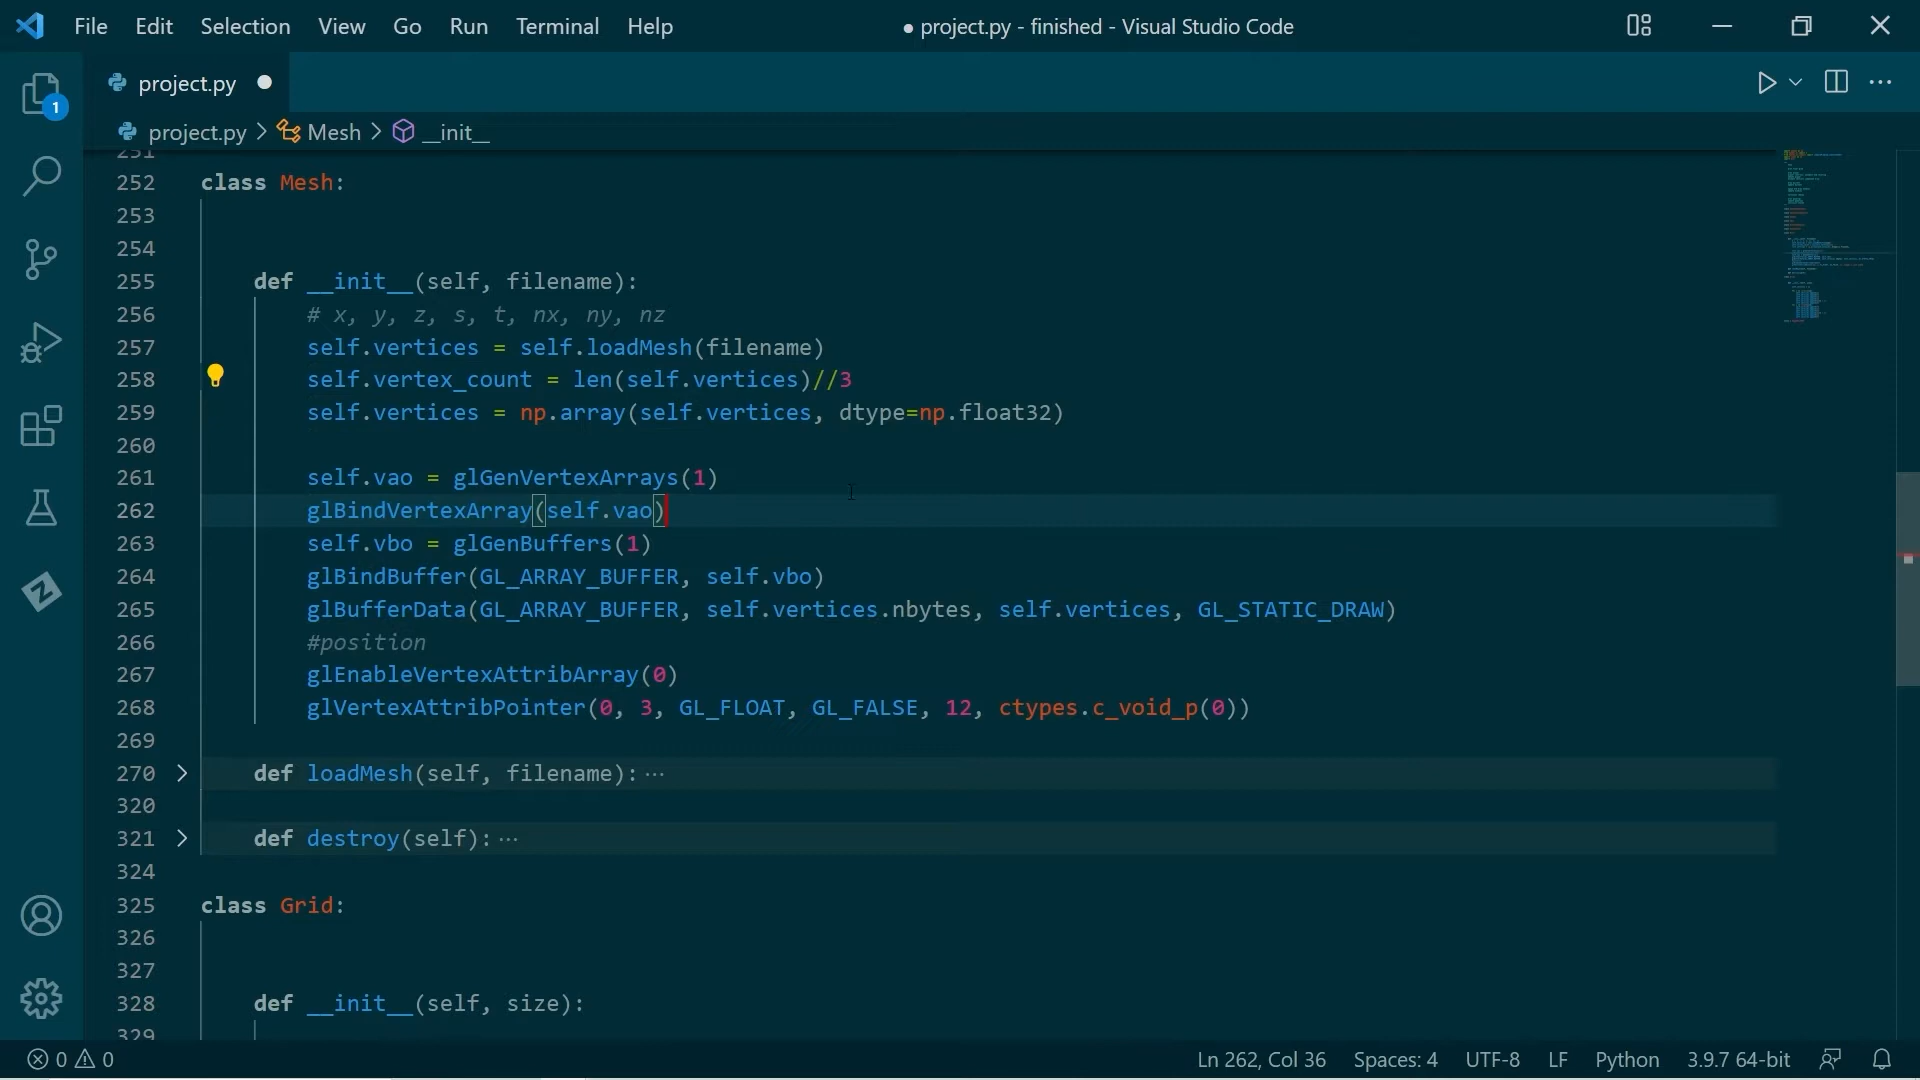 File Edit Selection View Go Run Terminal Help ● project.py - finished - Visual Studio Code
project.py
project.py > Mesh > __init__
1
251
252 class Mesh:
253
254
255 def __init__(self, filename):
256 # x, y, z, s, t, nx, ny, nz
257 self.vertices = self.loadMesh(filename)
258 self.vertex_count = len(self.vertices)//3
259 self.vertices = np.array(self.vertices, dtype=np.float32)
260
261 self.vao = glGenVertexArrays(1)
262 glBindVertexArray(self.vao)
263 self.vbo = glGenBuffers(1)
264 glBindBuffer(GL_ARRAY_BUFFER, self.vbo)
265 glBufferData(GL_ARRAY_BUFFER, self.vertices.nbytes, self.vertices, GL_STATIC_DRAW)
266 #position
267 glEnableVertexAttribArray(0)
268 glVertexAttribPointer(0, 3, GL_FLOAT, GL_FALSE, 12, ctypes.c_void_p(0))
269
270 def loadMesh(self, filename):···
320
321 def destroy(self):···
324
325 class Grid:
326
327
328 def __init__(self, size):
329
0 0 Ln 262, Col 36 Spaces: 4 UTF-8 LF Python 3.9.7 64-bit